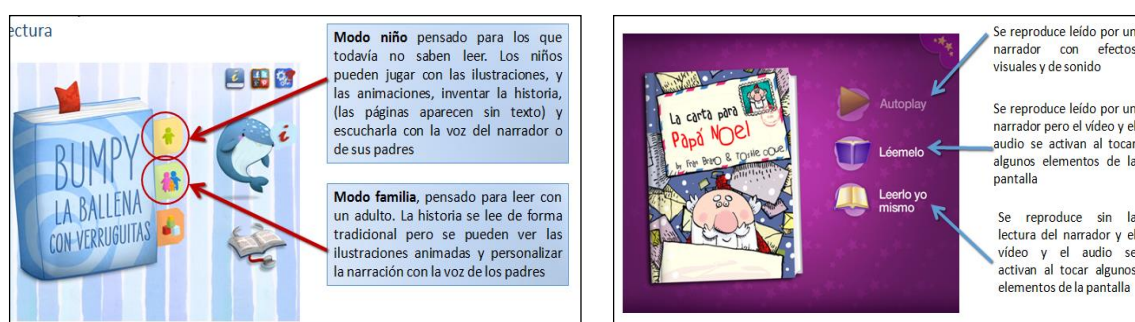 ectura
Modo niño pensado para los que
todavía no saben leer. Los niños
pueden jugar con las ilustraciones, y
las animaciones, inventar la historia,
(las páginas aparecen sin texto) y
escucharla con la voz del narrador o
de sus padres
BUMPY
LA BALLENA
CON VERRUGUITAS
Modo familia, pensado para leer con
un adulto. La historia se lee de forma
tradicional pero se pueden ver las
ilustraciones animadas y personalizar
la narración con la voz de los padres
La carta para
Papá Noel
by Fran Bravo &
Autoplay
Léemelo
Leerlo yo
mismo
Se reproduce leído por un
narrador con efectos
visuales y de sonido
Se reproduce leído por un
narrador pero el vídeo y el
audio se activan al tocar
algunos elementos de la
pantalla
Se reproduce sin la
lectura del narrador y el
vídeo y el audio se
activan al tocar algunos
elementos de la pantalla